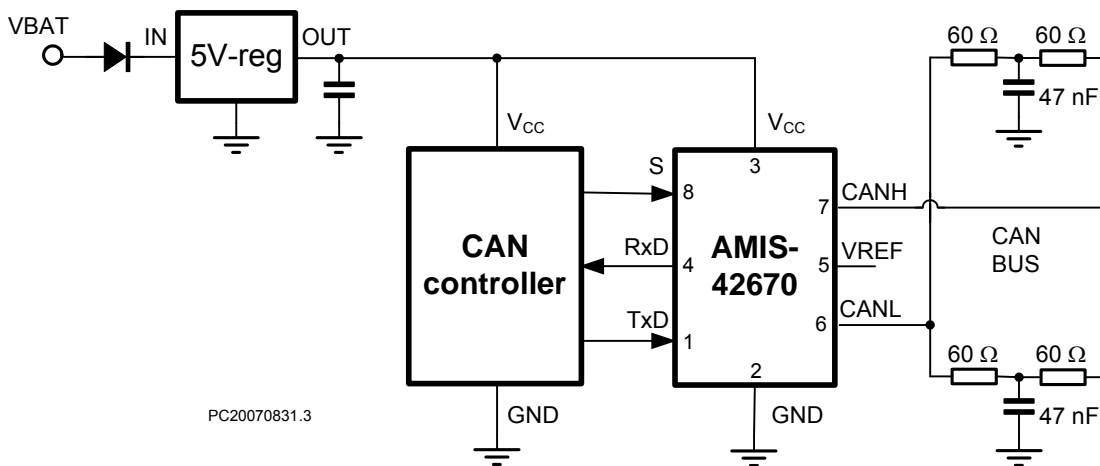 VBAT
IN
5V-reg
OUT
60 Ω
60 Ω
47 nF
VCC
VCC
CAN
controller
S
RxD
TxD
GND
AMIS-
42670
3
8
4
1
7
5
6
2
GND
CANH
VREF
CANL
CAN
BUS
60 Ω
60 Ω
47 nF
PC20070831.3